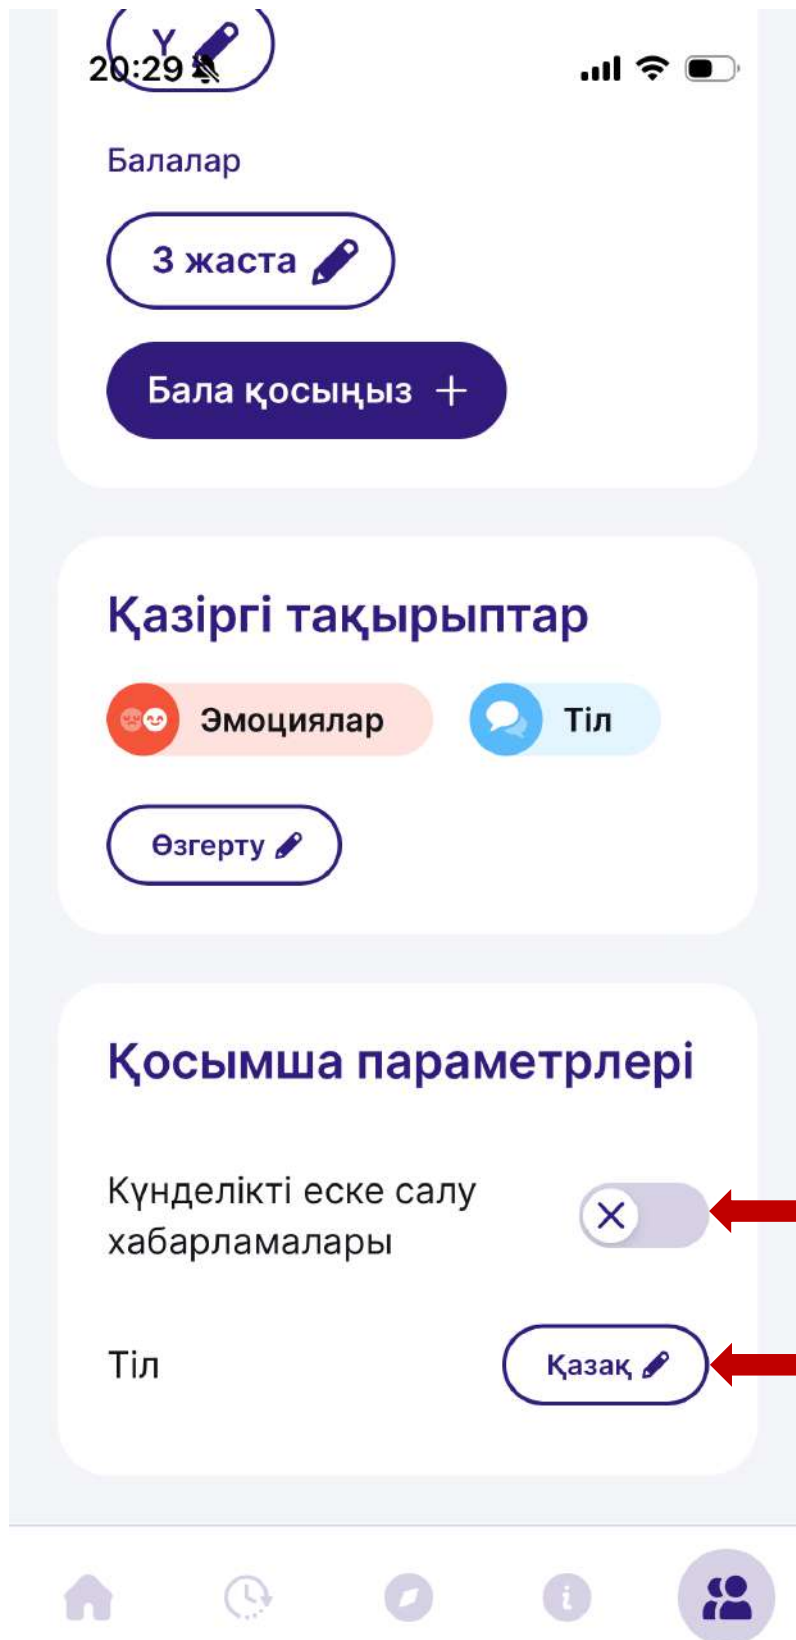 Y
20:29
Балалар
3 жаста
Бала қосыңыз +
Қазіргі тақырыптар
Эмоциялар
Тіл
Өзгерту
Қосымша параметрлері
Күнделікті еске салу
хабарламалары
Тіл
Қазақ